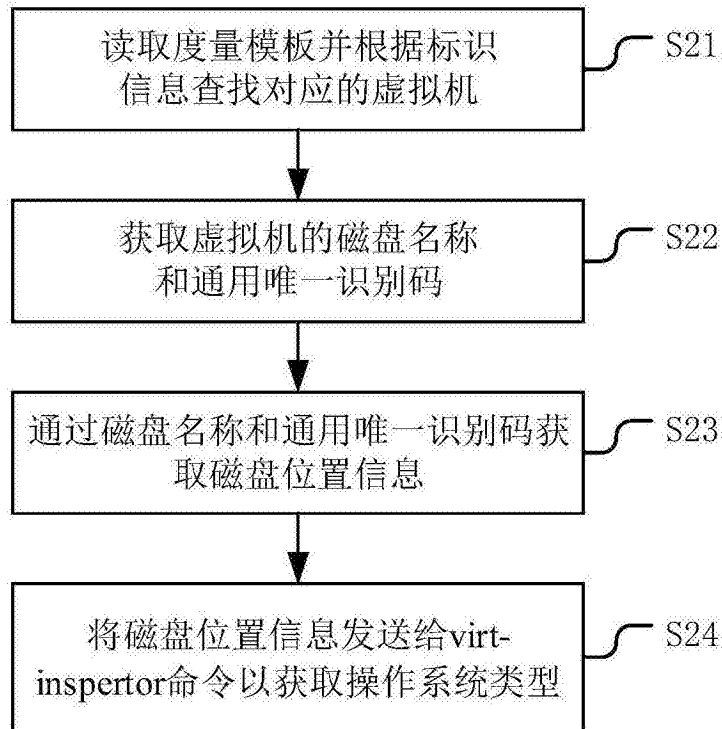 读取度量模板并根据标识
信息查找对应的虚拟机
S21
获取虚拟机的磁盘名称
和通用唯一识别码
S22
通过磁盘名称和通用唯一识别码获
取磁盘位置信息
S23
将磁盘位置信息发送给virt-
inspertor命令以获取操作系统类型
S24